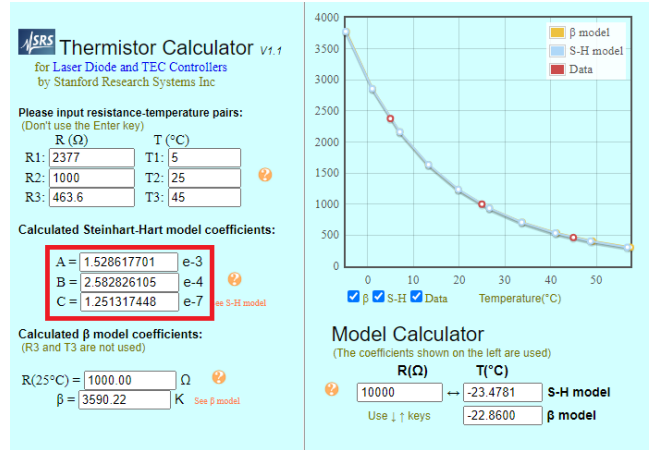 SRS Thermistor Calculator V1.1
for Laser Diode and TEC Controllers
by Stanford Research Systems Inc
Please input resistance-temperature pairs:
(Don't use the Enter key)
R (Ω) T (°C)
R1: 2377 T1: 5
R2: 1000 T2: 25 ?
R3: 463.6 T3: 45
Calculated Steinhart-Hart model coefficients:
A = 1.528617701 e-3
B = 2.582826105 e-4 ?
C = 1.251317448 e-7 See S-H model
Calculated β model coefficients:
(R3 and T3 are not used)
R(25°C) = 1000.00 Ω ?
β = 3590.22 K See β model
4000
3500
3000
2500
2000
1500
1000
500
0
β model
S-H model
Data
0 10 20 30 40 50
β S-H Data Temperature(°C)
Model Calculator
(The coefficients shown on the left are used)
R(Ω) T(°C)
? 10000 ↔ -23.4781 S-H model
Use ↓↑ keys -22.8600 β model